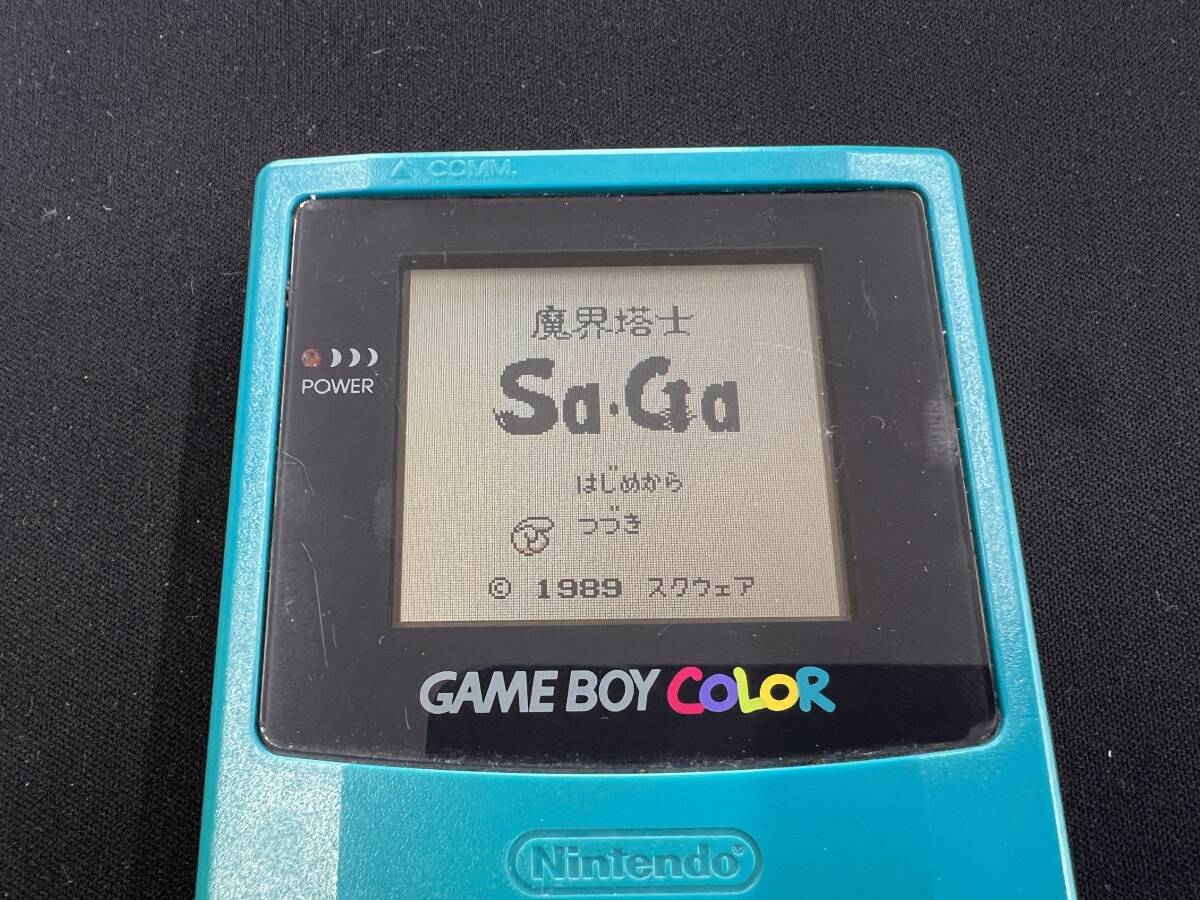 △ COMM.
魔界塔士
Sa・Ga
POWER
はじめから
つづき
© 1989 スクウェア
GAME BOY COLOR
Nintendo®